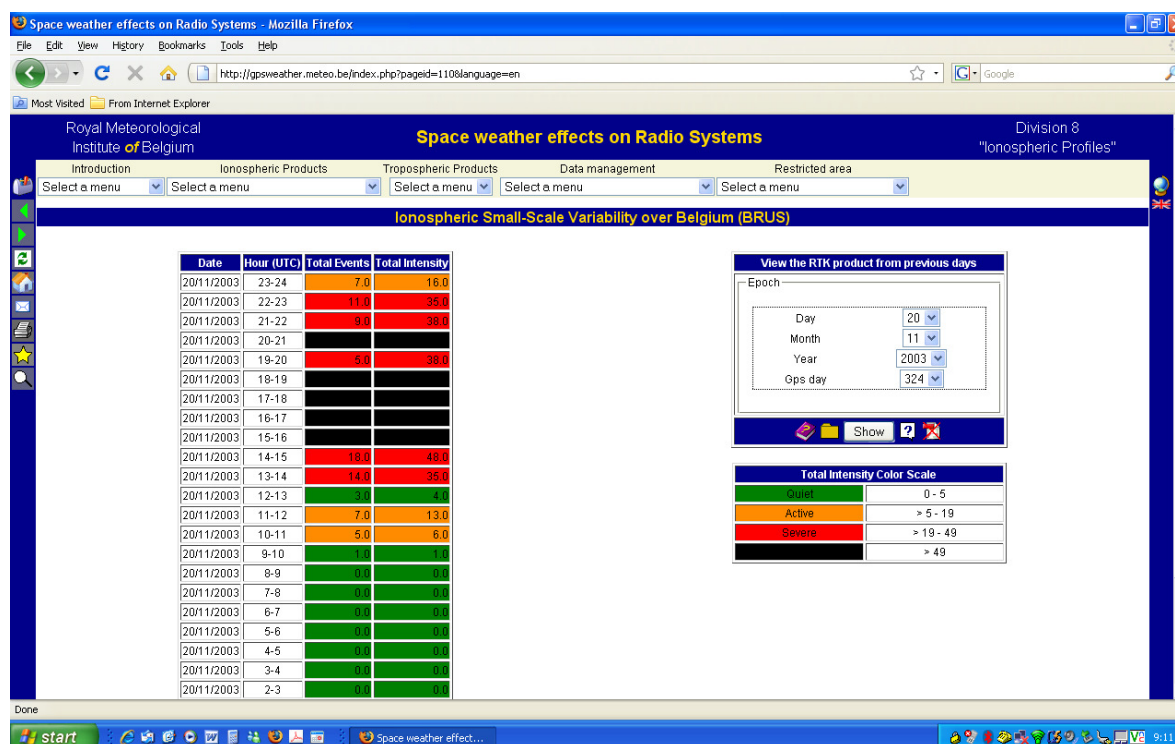 Space weather effects on Radio Systems - Mozilla Firefox
File Edit View History Bookmarks Tools Help
http://gpsweather.meteo.be/index.php?pageid=110&language=en
Google
Most Visited From Internet Explorer
Royal Meteorological
Institute of Belgium
Space weather effects on Radio Systems
Division 8
"Ionospheric Profiles"
Introduction Ionospheric Products Tropospheric Products Data management Restricted area
Select a menu Select a menu Select a menu Select a menu Select a menu
Ionospheric Small-Scale Variability over Belgium (BRUS)
Date Hour (UTC) Total Events Total Intensity
20/11/2003 23-24 7.0 16.0
20/11/2003 22-23 11.0 35.0
20/11/2003 21-22 9.0 38.0
20/11/2003 20-21
20/11/2003 19-20 5.0 38.0
20/11/2003 18-19
20/11/2003 17-18
20/11/2003 16-17
20/11/2003 15-16
20/11/2003 14-15 18.0 48.0
20/11/2003 13-14 14.0 35.0
20/11/2003 12-13 3.0 4.0
20/11/2003 11-12 7.0 13.0
20/11/2003 10-11 5.0 6.0
20/11/2003 9-10 1.0 1.0
20/11/2003 8-9 0.0 0.0
20/11/2003 7-8 0.0 0.0
20/11/2003 6-7 0.0 0.0
20/11/2003 5-6 0.0 0.0
20/11/2003 4-5 0.0 0.0
20/11/2003 3-4 0.0 0.0
20/11/2003 2-3 0.0 0.0
View the RTK product from previous days
Epoch
Day 20
Month 11
Year 2003
Gps day 324
Show
Total Intensity Color Scale
Quiet 0 - 5
Active > 5 - 19
Severe > 19 - 49
> 49
Done
start
Space weather effect...
9:11